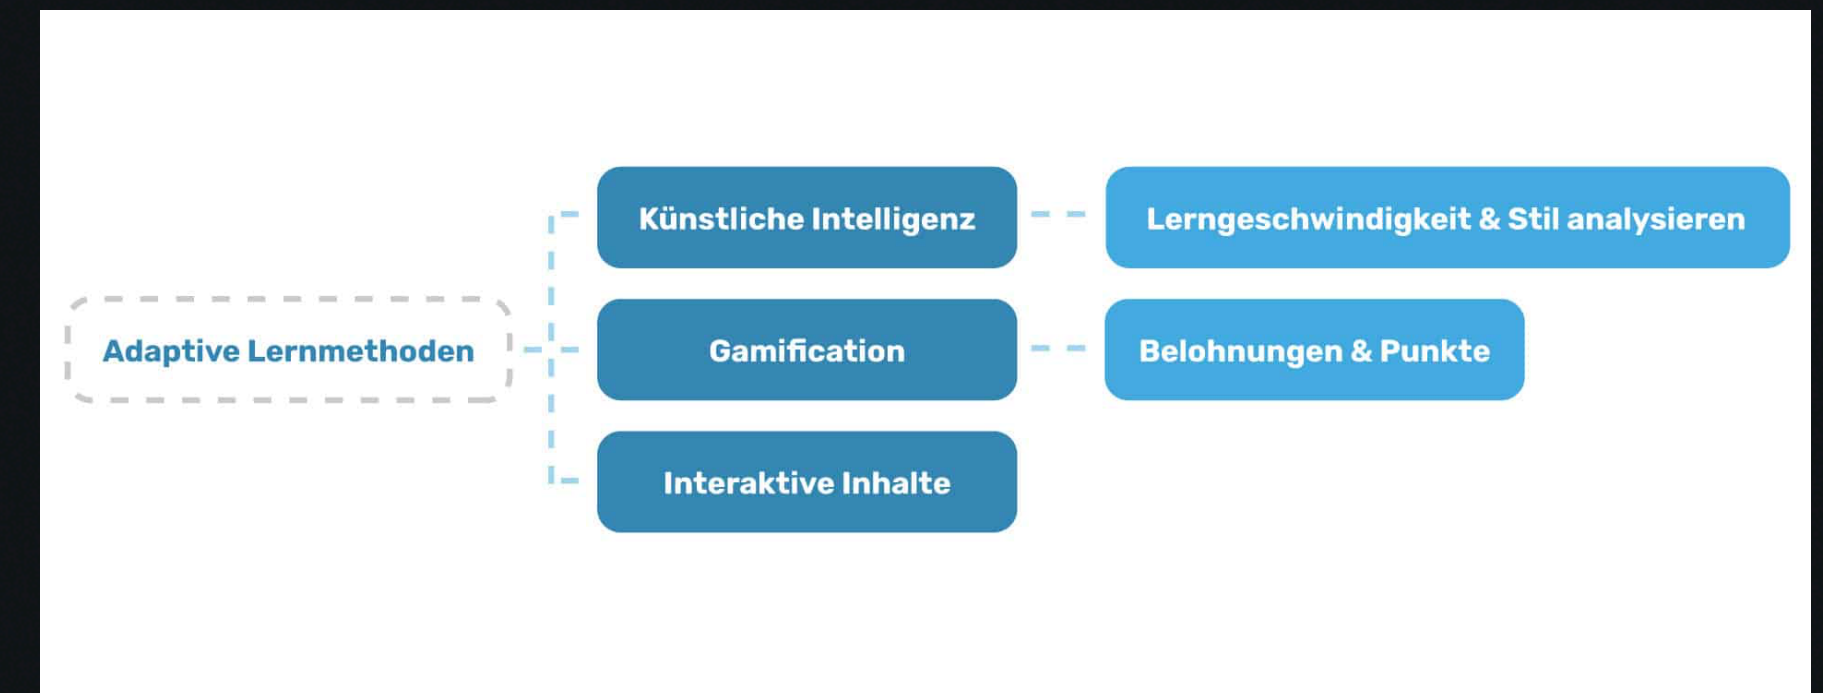 Künstliche Intelligenz
Lerngeschwindigkeit & Stil analysieren
Adaptive Lernmethoden
Gamification
Belohnungen & Punkte
Interaktive Inhalte